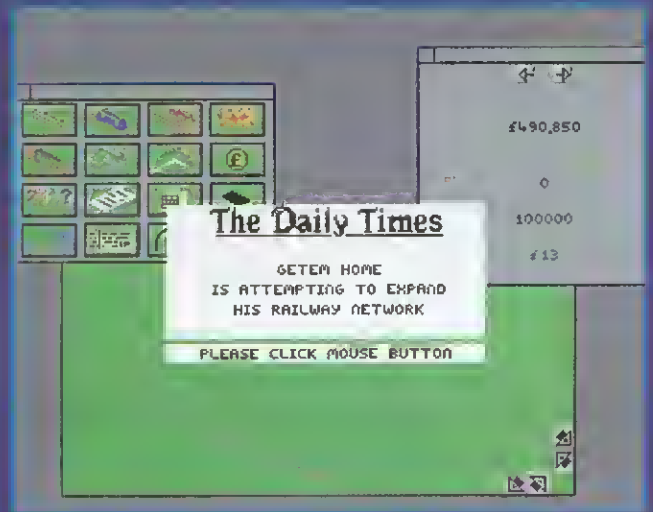 £490,850
0
100000
£13
The Daily Times
GETEM HOME
IS ATTEMPTING TO EXPAND
HIS RAILWAY NETWORK
PLEASE CLICK MOUSE BUTTON